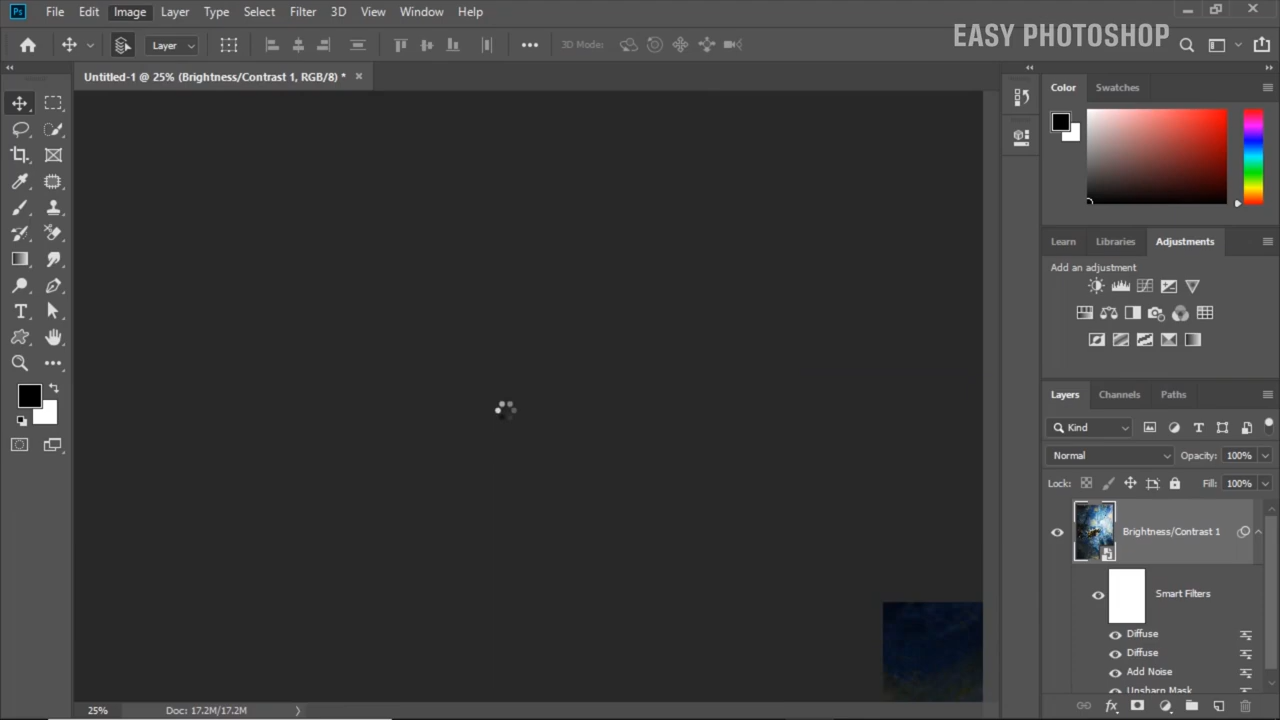 Ps File Edit Image Layer Type Select Filter 3D View Window Help
EASY PHOTOSHOP
Layer 3D Mode:
Untitled-1 @ 25% (Brightness/Contrast 1, RGB/8) *
Color Swatches
Learn Libraries Adjustments
Add an adjustment
Layers Channels Paths
Kind
Normal Opacity: 100%
Lock: Fill: 100%
Brightness/Contrast 1
Smart Filters
Diffuse
Diffuse
Add Noise
Unsharp Mask
25% Doc: 17.2M/17.2M